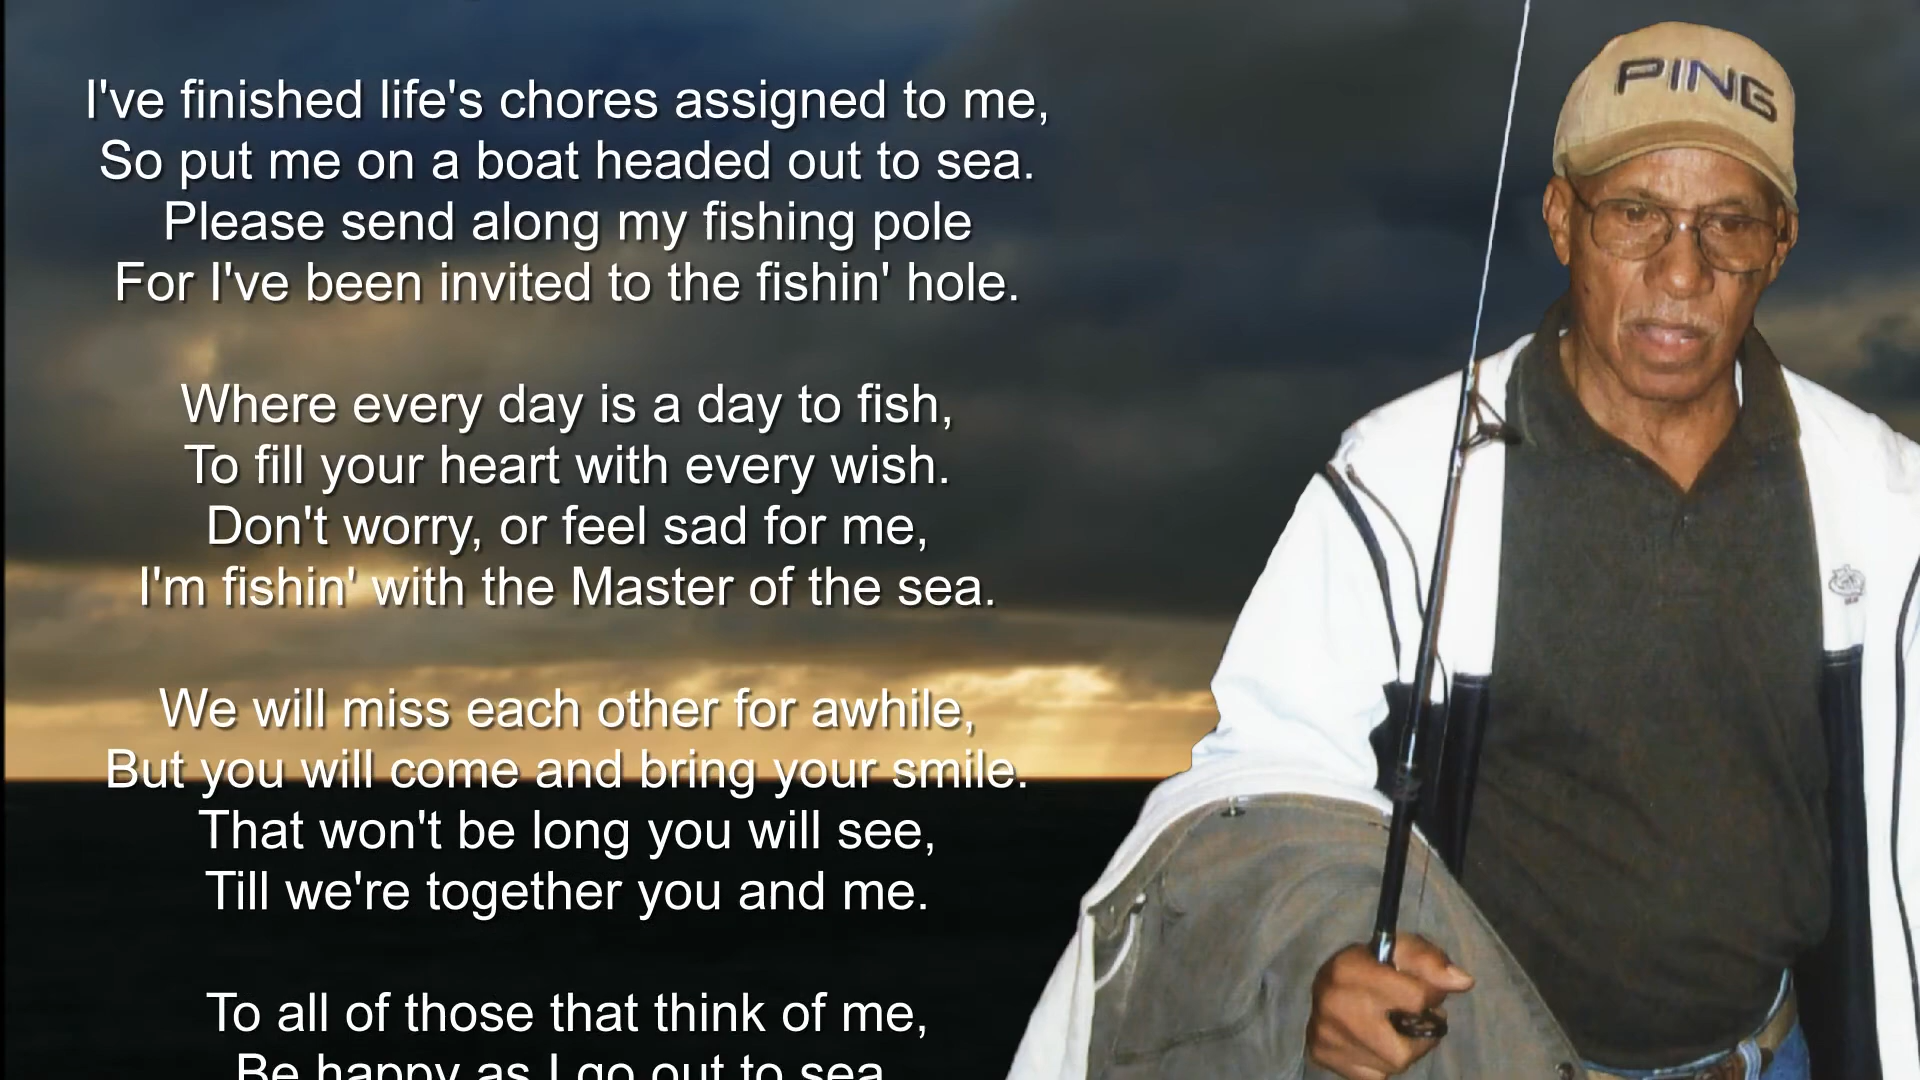 I've finished life's chores assigned to me,
So put me on a boat headed out to sea.
Please send along my fishing pole
For I've been invited to the fishin' hole.
Where every day is a day to fish,
To fill your heart with every wish.
Don't worry, or feel sad for me,
I'm fishin' with the Master of the sea.
We will miss each other for awhile,
But you will come and bring your smile.
That won't be long you will see,
Till we're together you and me.
To all of those that think of me,
Be happy as I go out to sea.
PING